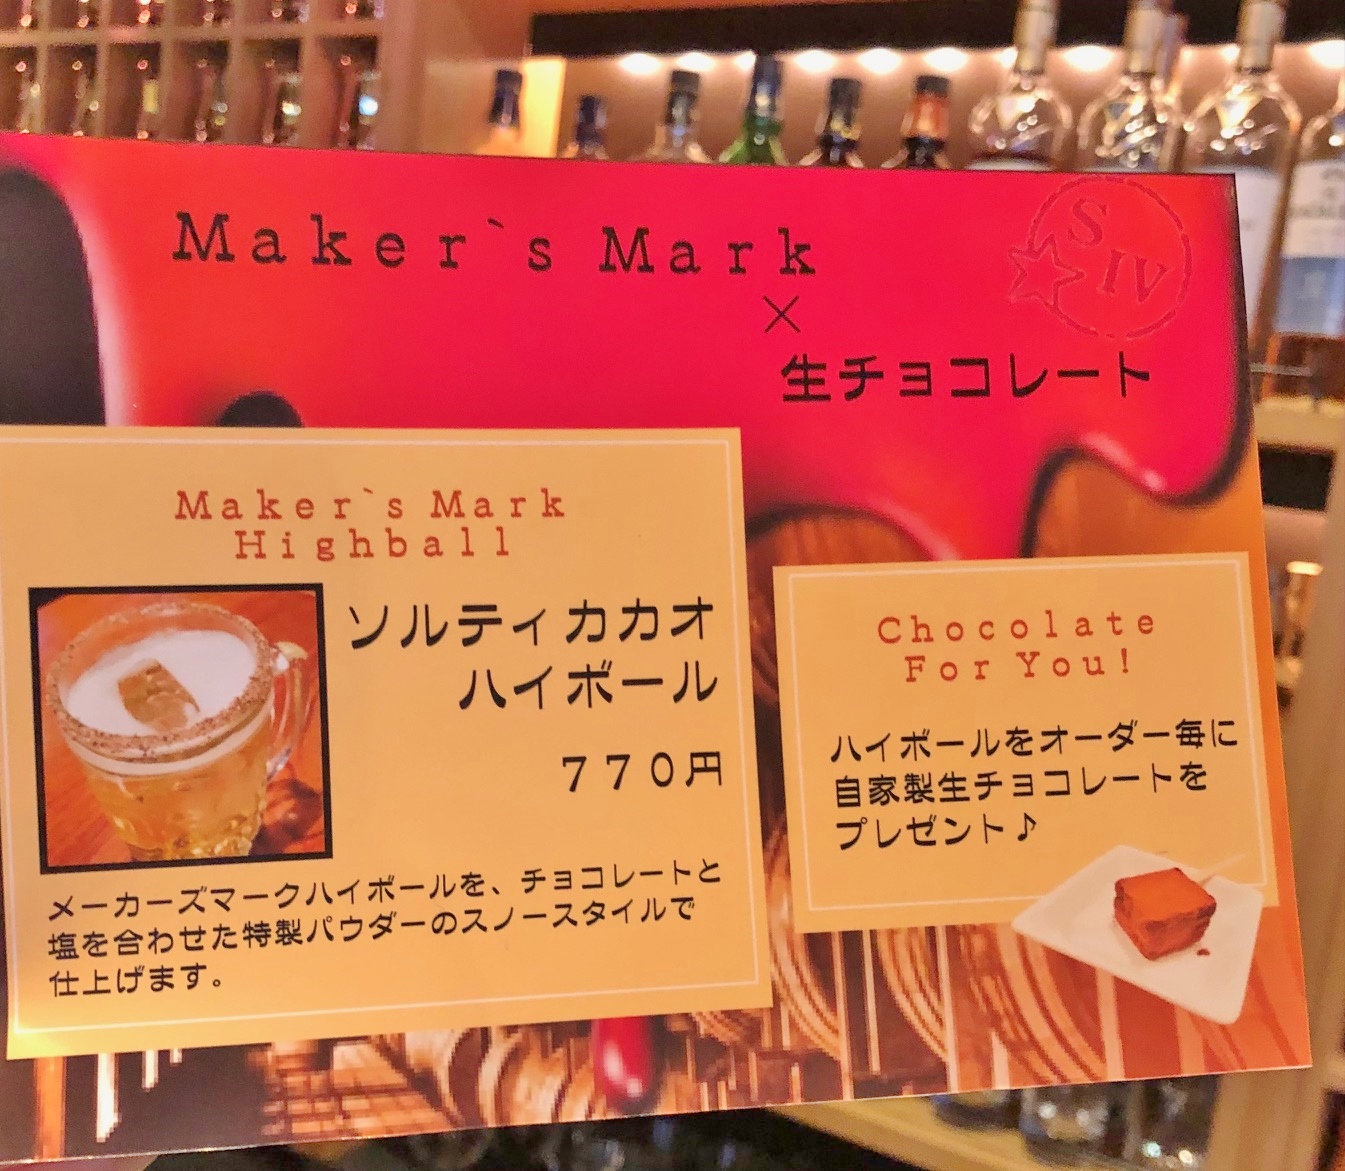 Maker`s Mark
×
生チョコレート
S
IV
Maker`s Mark
Highball
ソルティカカオ
ハイボール
770円
メーカーズマークハイボールを、チョコレートと
塩を合わせた特製パウダーのスノースタイルで
仕上げます。
Chocolate
For You!
ハイボールをオーダー毎に
自家製生チョコレートを
プレゼント♪